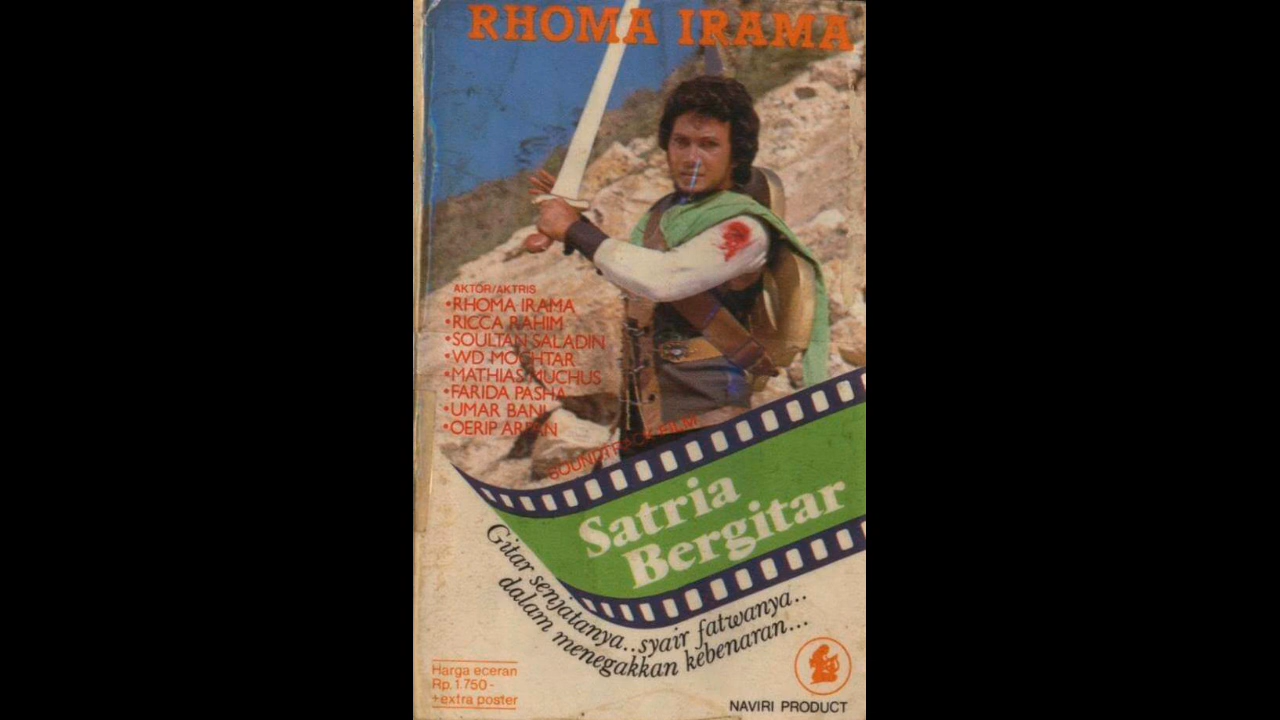 RHOMA IRAMA
AKTOR/AKTRIS
•RHOMA IRAMA
•RICCA RAHIM
•SOULTAN SALADIN
•WD MOCHTAR
•MATHIAS MUCHUS
•FARIDA PASHA
•UMAR BANI
•OERIP ARPAN
SOUNDTRACK FILM
Satria
Bergitar
Gitar senjatanya..syair fatwanya..
dalam menegakkan kebenaran...
Harga eceran
Rp.1.750-
+extra poster
NAVIRI PRODUCT